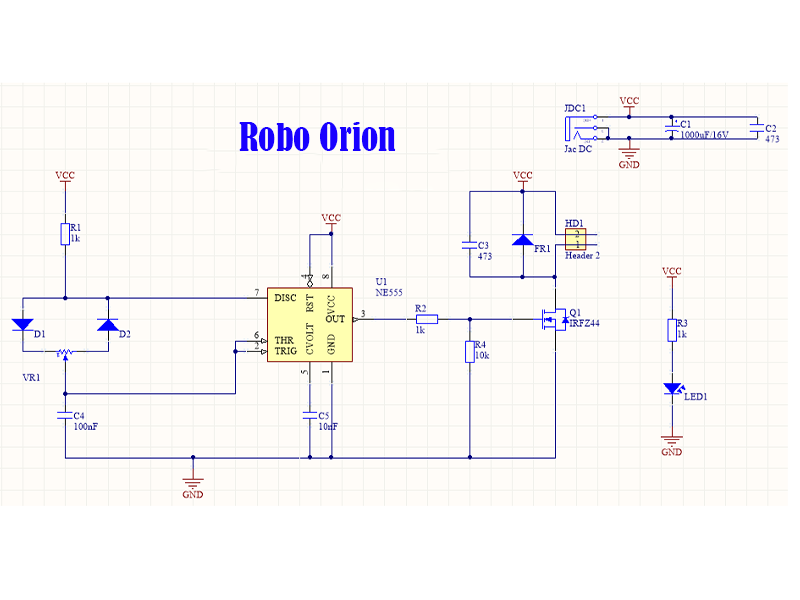 Robo Orion
JDC1
VCC
C1
1000uF/16V
C2
473
Jac DC
GND
VCC
R1
1k
D1
D2
VR1
C4
100nF
GND
VCC
4
8
7
DISC
RST
VCC
OUT
3
6
THR
2
TRIG
CVOLT
GND
5
1
U1
NE555
C5
10nF
R2
1k
R4
10k
VCC
C3
473
FR1
HD1
2
1
Header 2
Q1
IRFZ44
VCC
R3
1k
LED1
GND